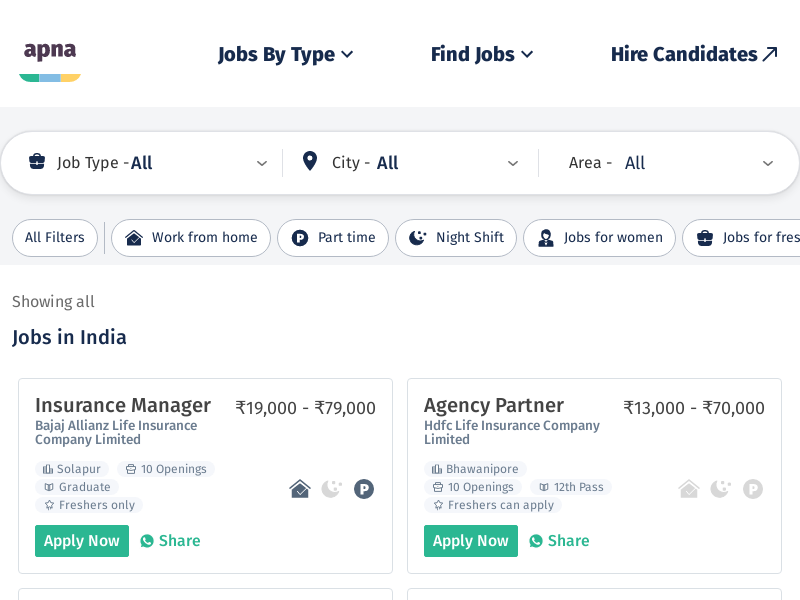 apna
Jobs By Type
Find Jobs
Hire Candidates
Job Type - All
City - All
Area - All
All Filters
Work from home
Part time
Night Shift
Jobs for women
Jobs for fres
Showing all
Jobs in India
Insurance Manager
₹19,000 - ₹79,000
Bajaj Allianz Life Insurance
Company Limited
Solapur
10 Openings
Graduate
Freshers only
Apply Now
Share
Agency Partner
₹13,000 - ₹70,000
Hdfc Life Insurance Company
Limited
Bhawanipore
10 Openings
12th Pass
Freshers can apply
Apply Now
Share